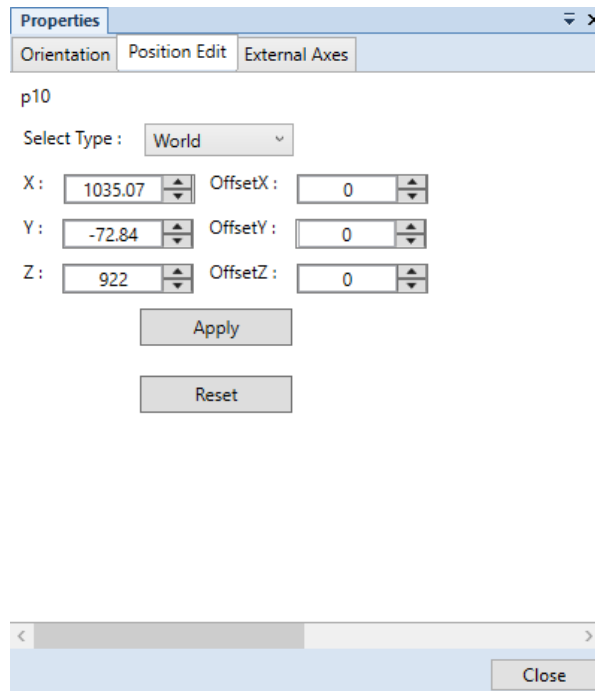 Properties
Orientation Position Edit External Axes
p10
Select Type : World
X : 1035.07 OffsetX : 0
Y : -72.84 OffsetY : 0
Z : 922 OffsetZ : 0
Apply
Reset
Close